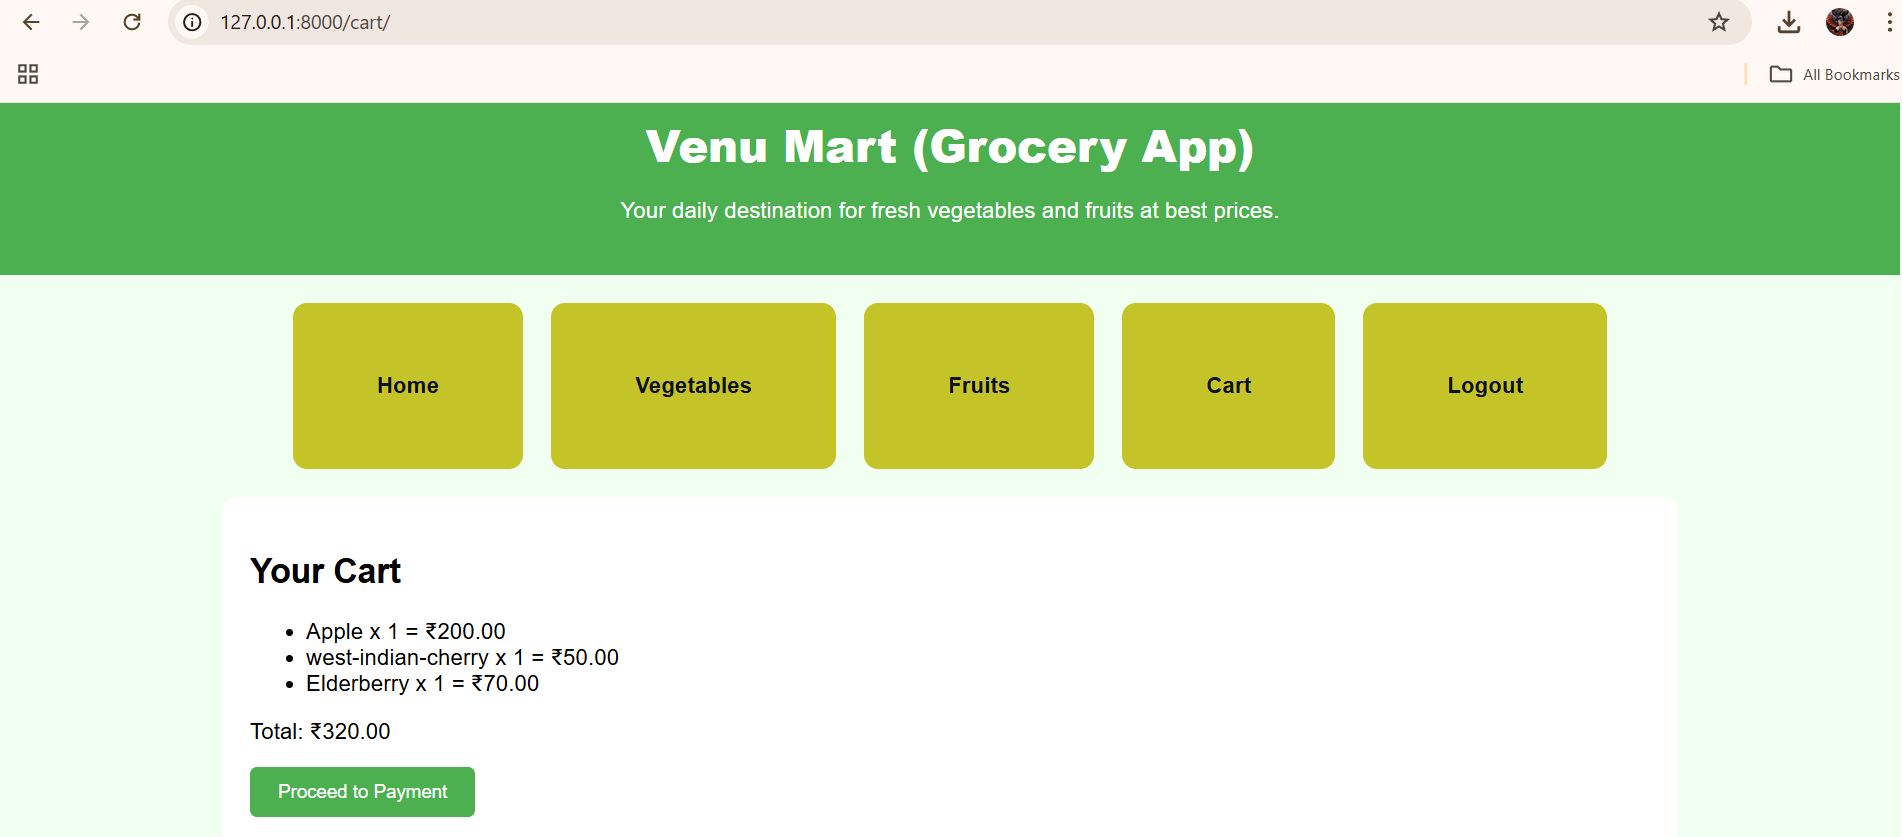 127.0.0.1:8000/cart/
All Bookmarks
Venu Mart (Grocery App)
Your daily destination for fresh vegetables and fruits at best prices.
Home
Vegetables
Fruits
Cart
Logout
Your Cart
• Apple x 1 = ₹200.00
• west-indian-cherry x 1 = ₹50.00
• Elderberry x 1 = ₹70.00
Total: ₹320.00
Proceed to Payment